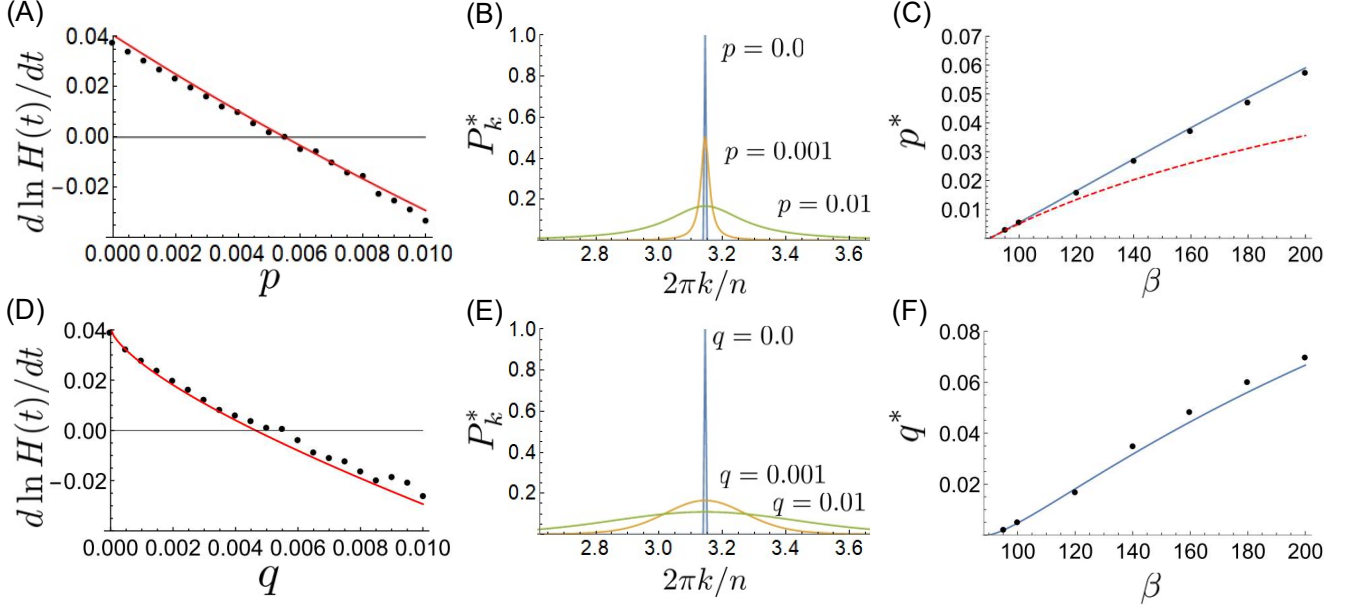 (A)
d ln H(t)/dt
0.04
0.02
0.00
−0.02
0.000 0.002 0.004 0.006 0.008 0.010
p
(B)
P*k
1.0
0.8
0.6
0.4
0.2
p = 0.0
p = 0.001
p = 0.01
2.8 3.0 3.2 3.4 3.6
2πk/n
(C)
p*
0.07
0.06
0.05
0.04
0.03
0.02
0.01
100 120 140 160 180 200
β
(D)
d ln H(t)/dt
0.04
0.02
0.00
−0.02
0.000 0.002 0.004 0.006 0.008 0.010
q
(E)
P*k
1.0
0.8
0.6
0.4
0.2
q = 0.0
q = 0.001
q = 0.01
2.8 3.0 3.2 3.4 3.6
2πk/n
(F)
q*
0.08
0.06
0.04
0.02
100 120 140 160 180 200
β